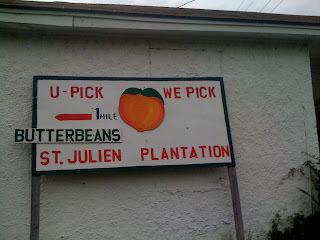 U-PICK WE PICK
1 MILE
BUTTERBEANS
ST. JULIEN PLANTATION